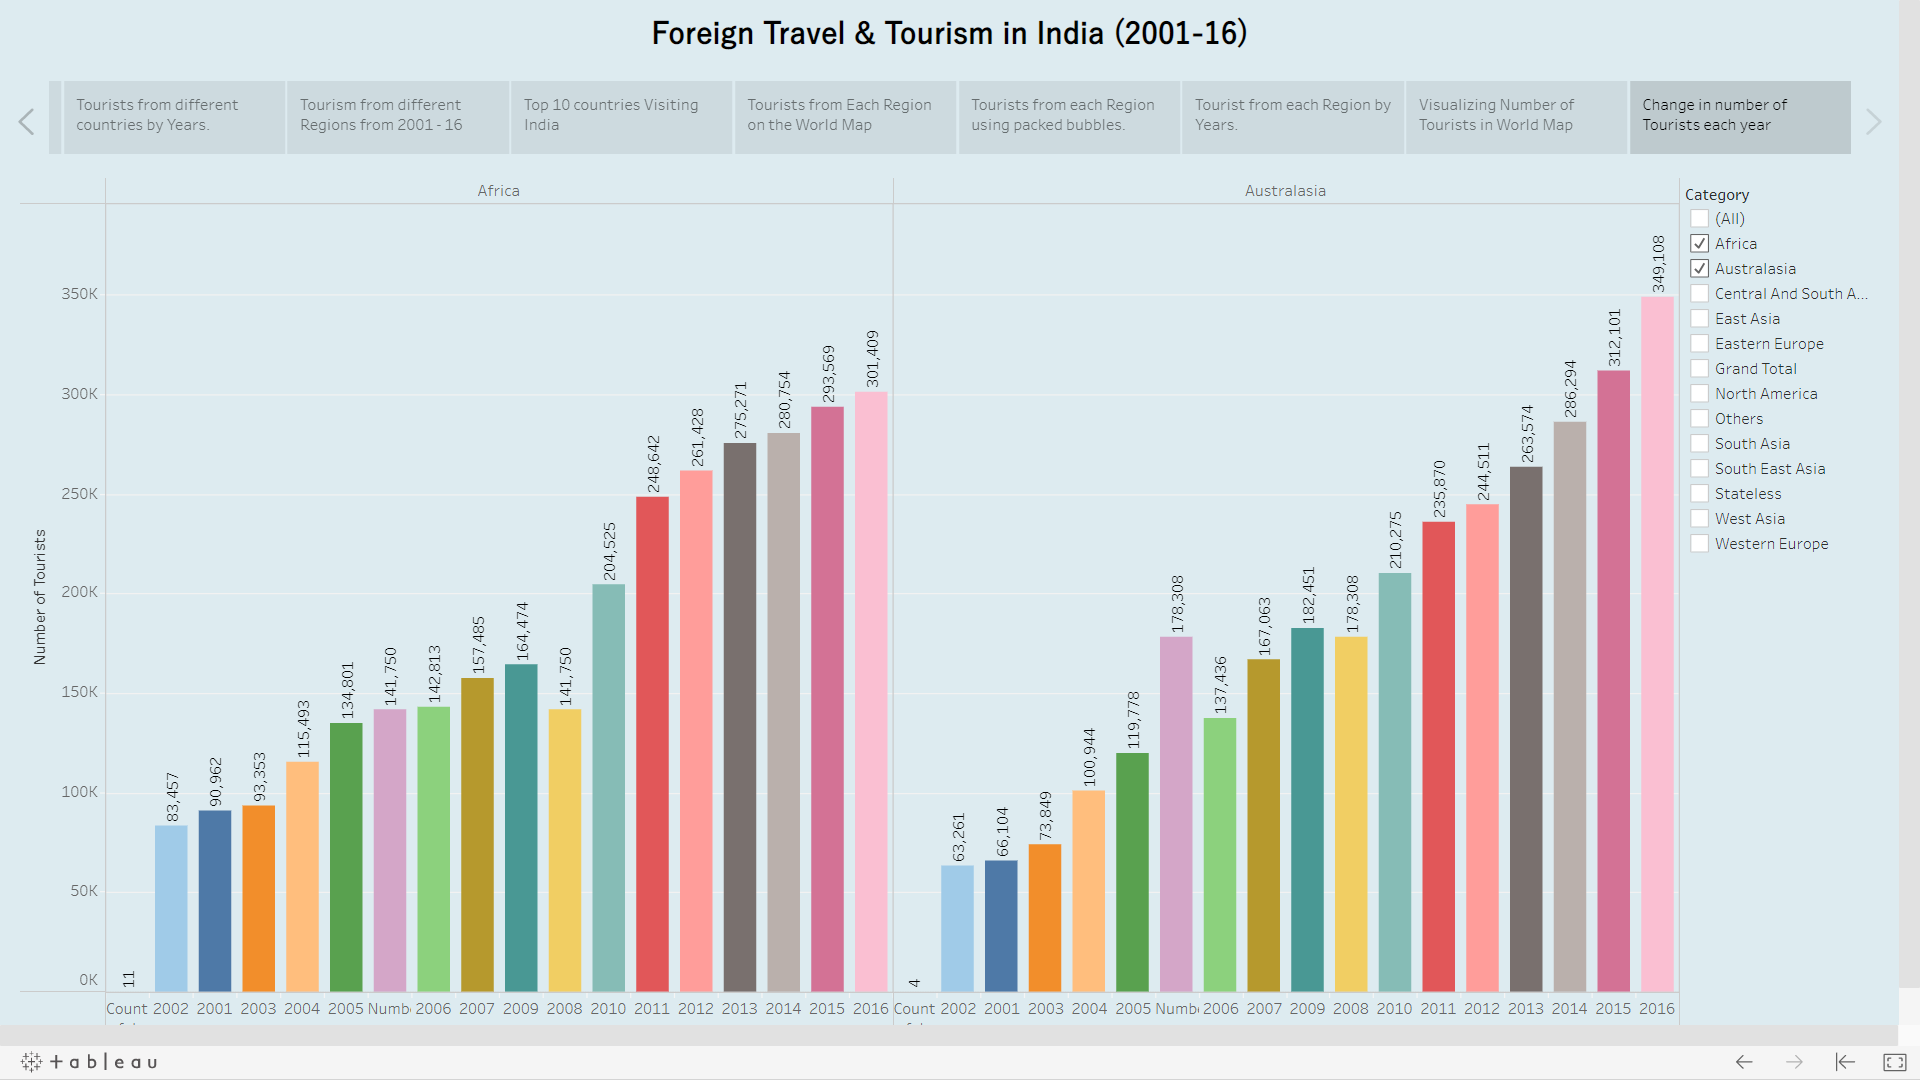 Foreign Travel & Tourism in India (2001-16)
Tourists from different
countries by Years.
Tourism from different
Regions from 2001 - 16
Top 10 countries Visiting
India
Tourists from Each Region
on the World Map
Tourists from each Region
using packed bubbles.
Tourist from each Region by
Years.
Visualizing Number of
Tourists in World Map
Change in number of
Tourists each year
Africa
Australasia
Number of Tourists
350K
300K
250K
200K
150K
100K
50K
0K
11
83,457
90,962
93,353
115,493
134,801
141,750
142,813
157,485
164,474
141,750
204,525
248,642
261,428
275,271
280,754
293,569
301,409
4
63,261
66,104
73,849
100,944
119,778
178,308
137,436
167,063
182,451
178,308
210,275
235,870
244,511
263,574
286,294
312,101
349,108
Count 2002 2001 2003 2004 2005 Numb 2006 2007 2009 2008 2010 2011 2012 2013 2014 2015 2016
Count 2002 2001 2003 2004 2005 Numb 2006 2007 2009 2008 2010 2011 2012 2013 2014 2015 2016
Category
(All)
Africa
Australasia
Central And South A...
East Asia
Eastern Europe
Grand Total
North America
Others
South Asia
South East Asia
Stateless
West Asia
Western Europe
+ a b l e a u